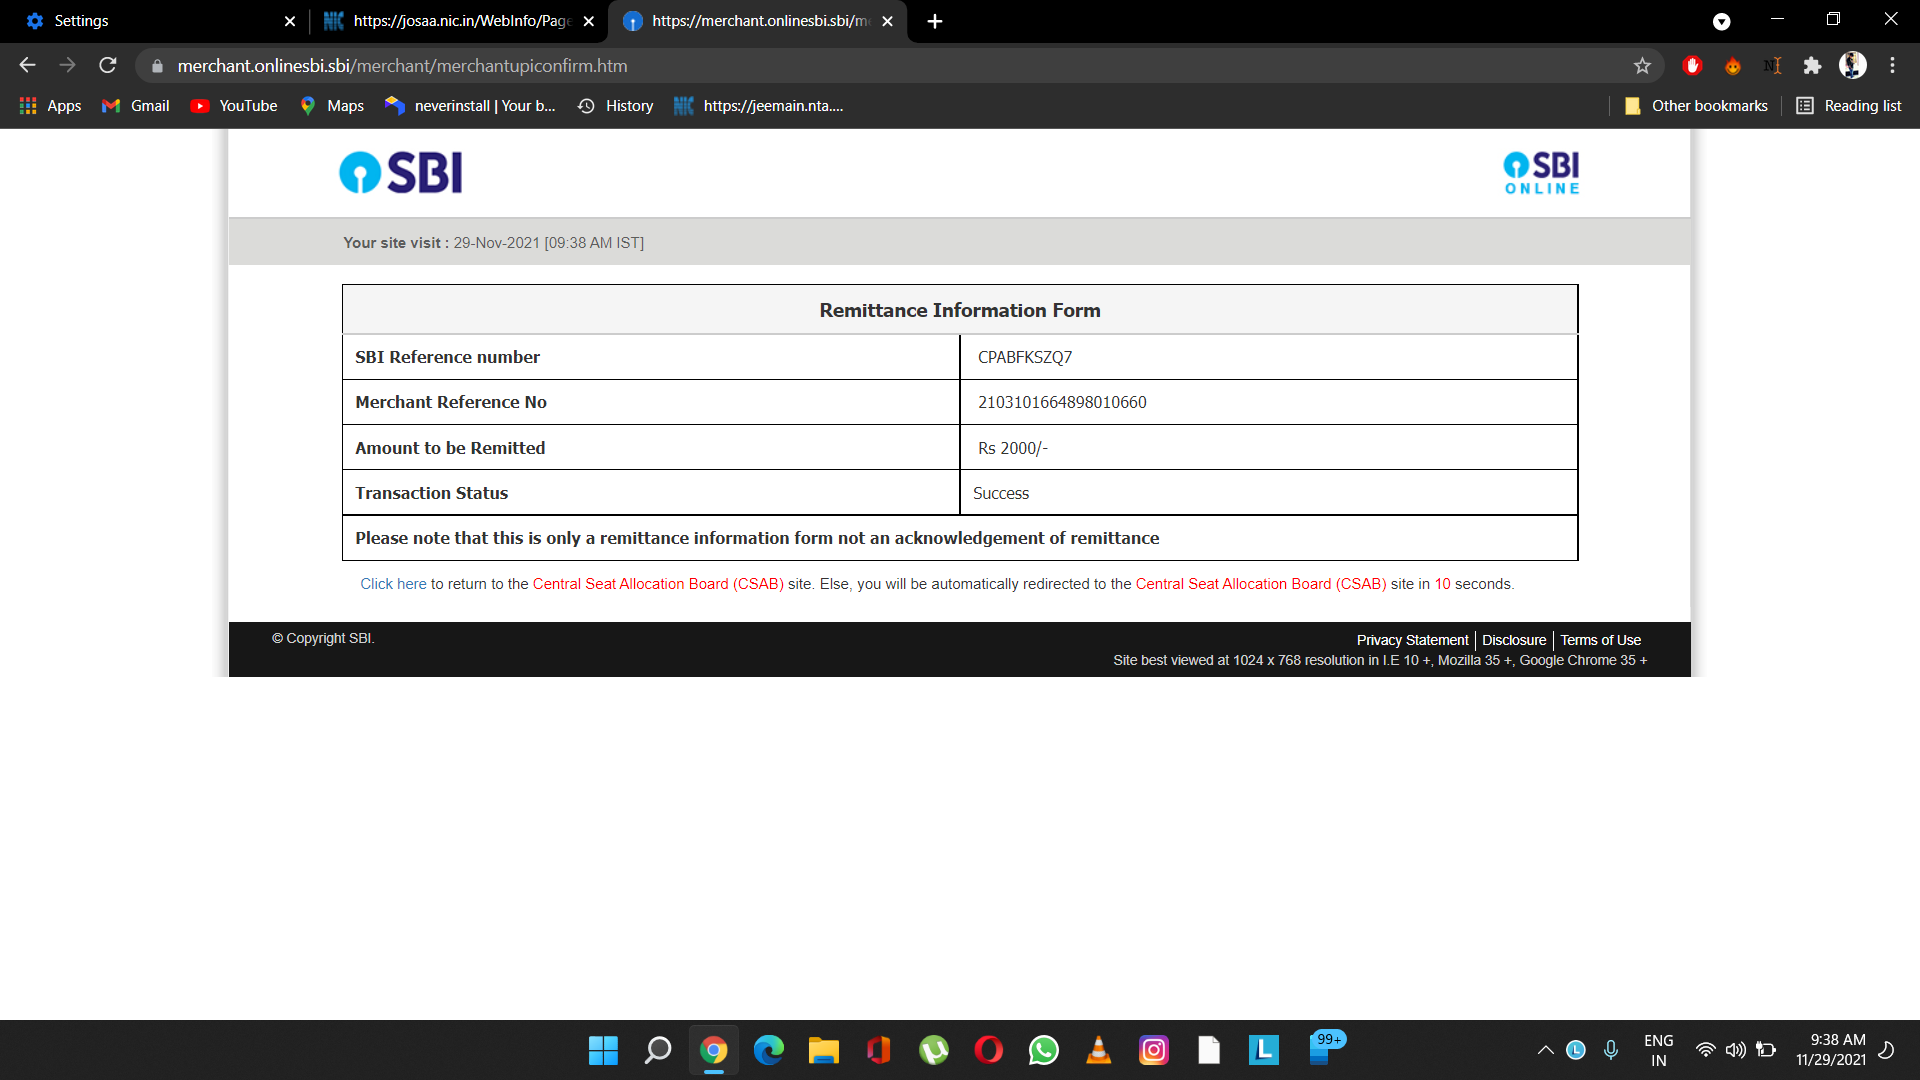 Settings
https://josaa.nic.in/WebInfo/Page
https://merchant.onlinesbi.sbi/me
merchant.onlinesbi.sbi/merchant/merchantupiconfirm.htm
Apps
Gmail
YouTube
Maps
neverinstall | Your b...
History
https://jeemain.nta....
Other bookmarks
Reading list
SBI
SBI
ONLINE
Your site visit : 29-Nov-2021 [09:38 AM IST]
Remittance Information Form
SBI Reference number CPABFKSZQ7
Merchant Reference No 2103101664898010660
Amount to be Remitted Rs 2000/-
Transaction Status Success
Please note that this is only a remittance information form not an acknowledgement of remittance
Click here to return to the Central Seat Allocation Board (CSAB) site. Else, you will be automatically redirected to the Central Seat Allocation Board (CSAB) site in 10 seconds.
© Copyright SBI.
Privacy Statement | Disclosure | Terms of Use
Site best viewed at 1024 x 768 resolution in I.E 10 +, Mozilla 35 +, Google Chrome 35 +
L
99+
L
ENG
IN
9:38 AM
11/29/2021